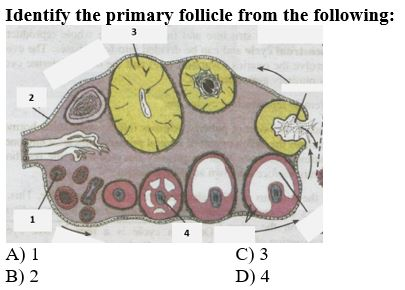 Identify the primary follicle from the following:
3
2
1
4
A) 1
C) 3
B) 2
D) 4